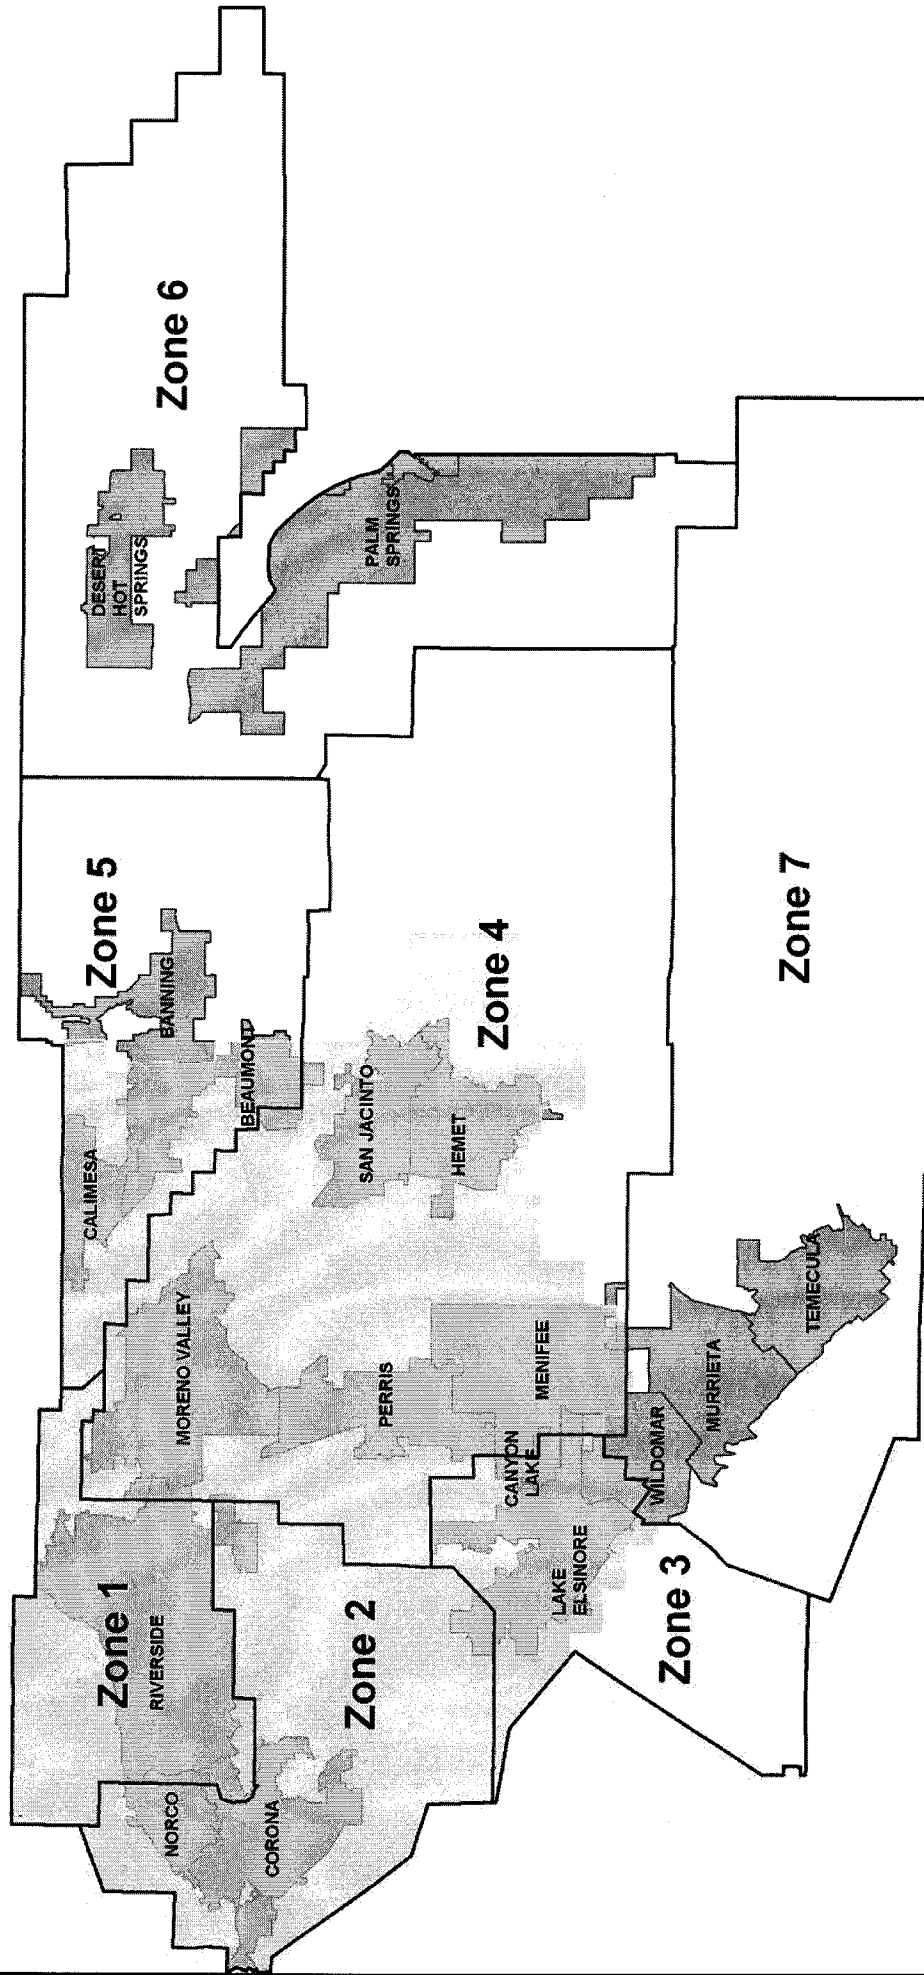 Zone 1
RIVERSIDE
NORCO
CORONA
Zone 2
Zone 3
LAKE
ELSINORE
CANYON
LAKE
WILDOMAR
MURRIETA
TEMECULA
MENIFEE
PERRIS
MORENO VALLEY
CALIMESA
BEAUMONT
BANNING
Zone 5
SAN JACINTO
HEMET
Zone 4
Zone 7
DESERT
HOT
SPRINGS
Zone 6
PALM
SPRINGS